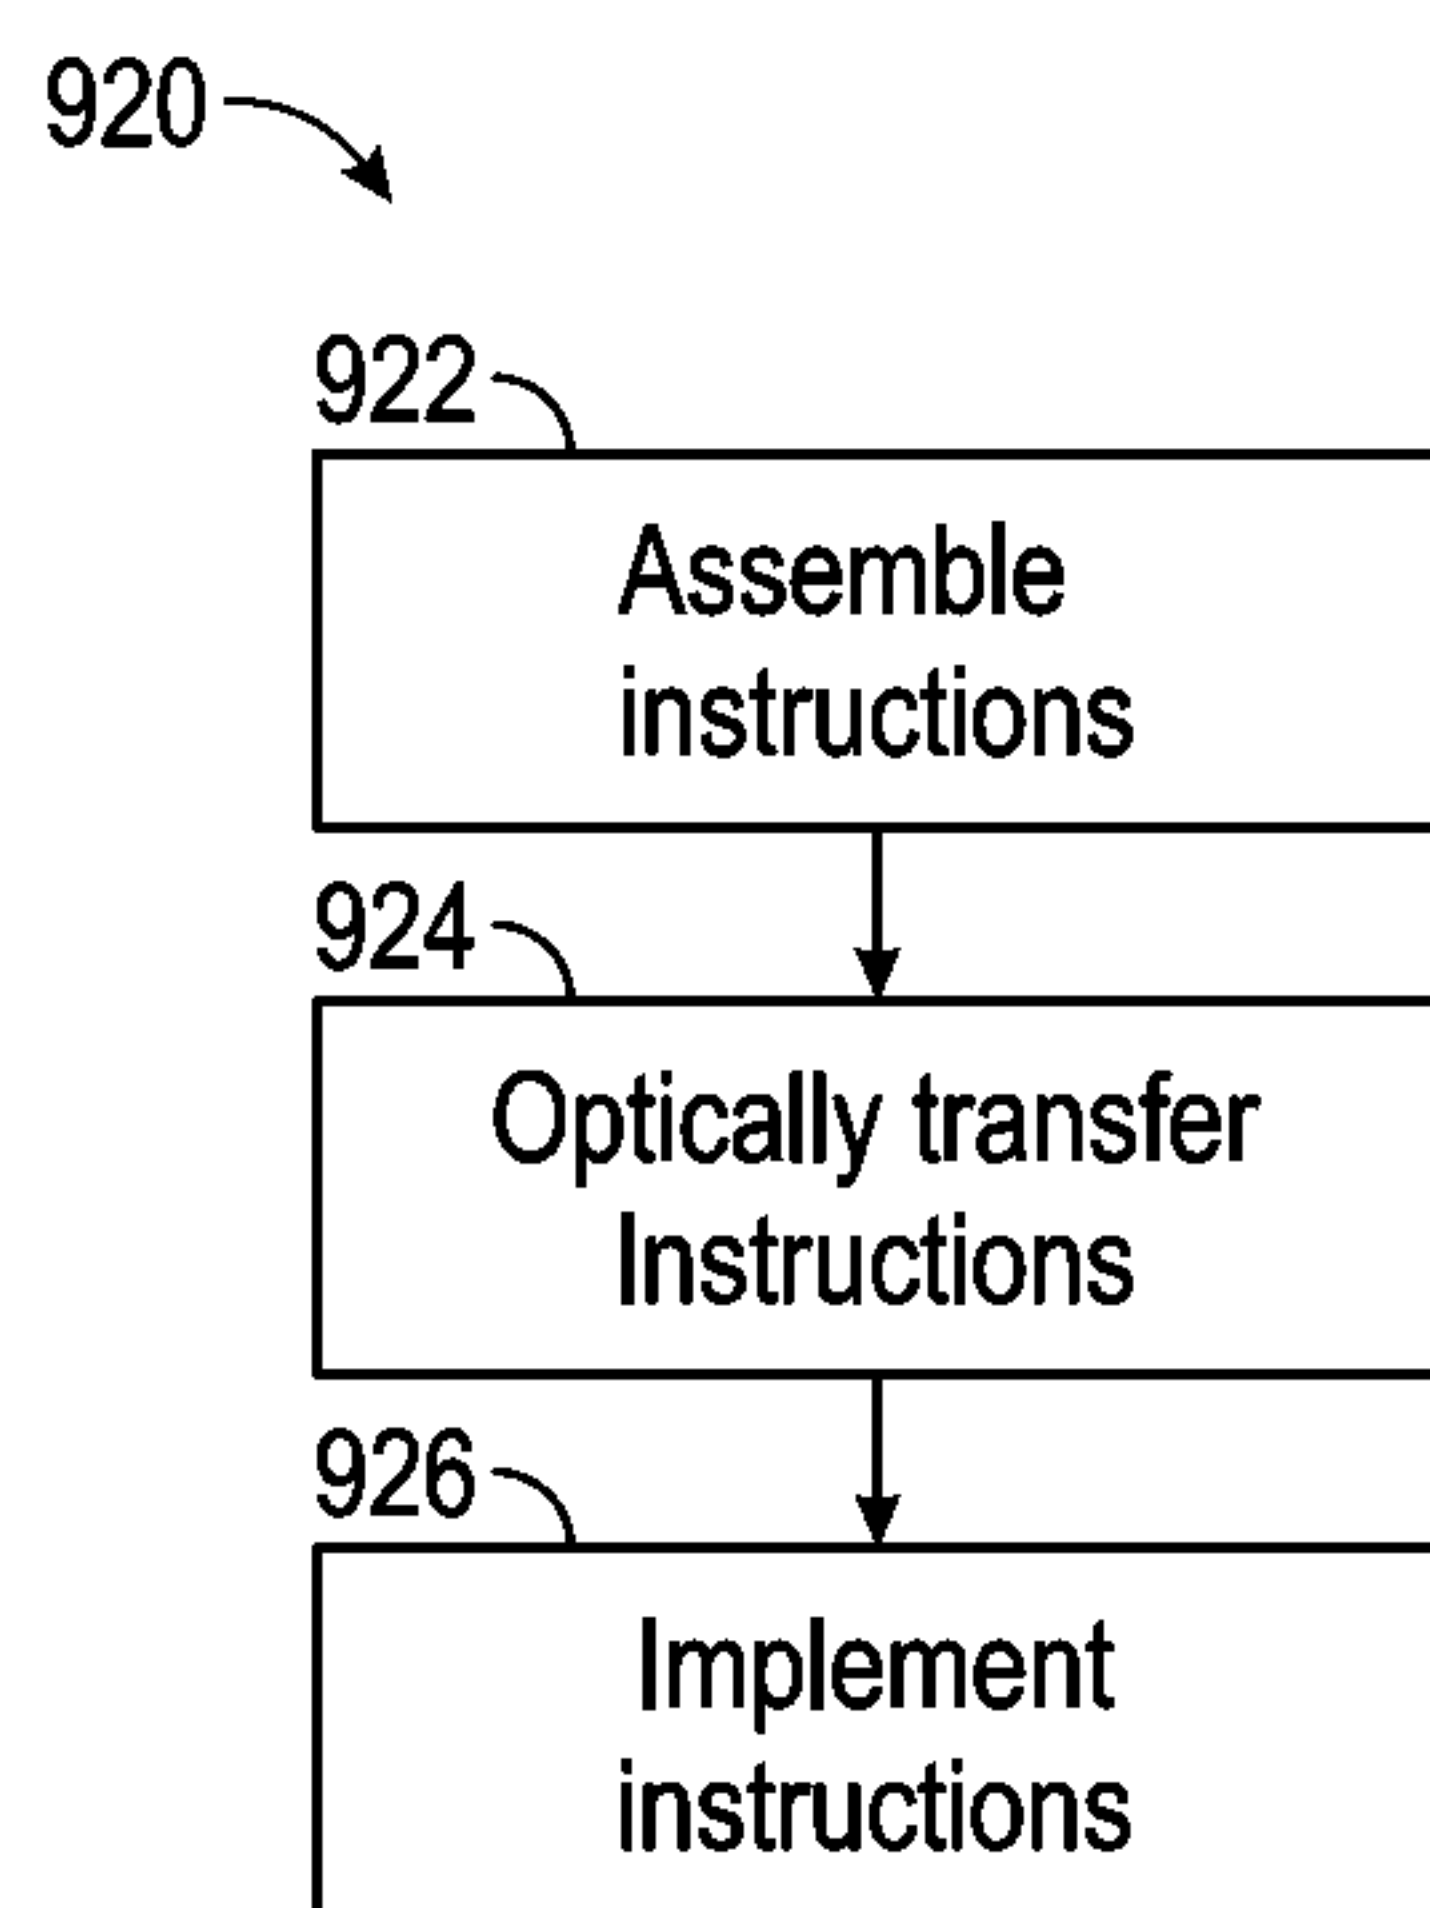 920
922
Assemble
instructions
924
Optically transfer
Instructions
926
Implement
instructions